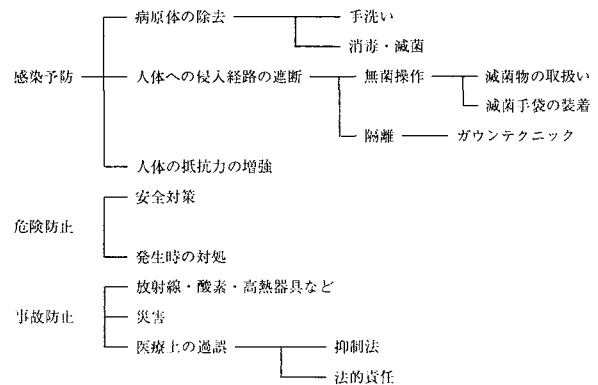 病原体の除去 手洗い
消毒・滅菌
感染予防 人体への侵入経路の遮断 無菌操作 滅菌物の取扱い
滅菌手袋の装着
隔離 ガウンテクニック
人体の抵抗力の増強
安全対策
危険防止
発生時の対処
放射線・酸素・高熱器具など
事故防止 災害
医療上の過誤 抑制法
法的責任